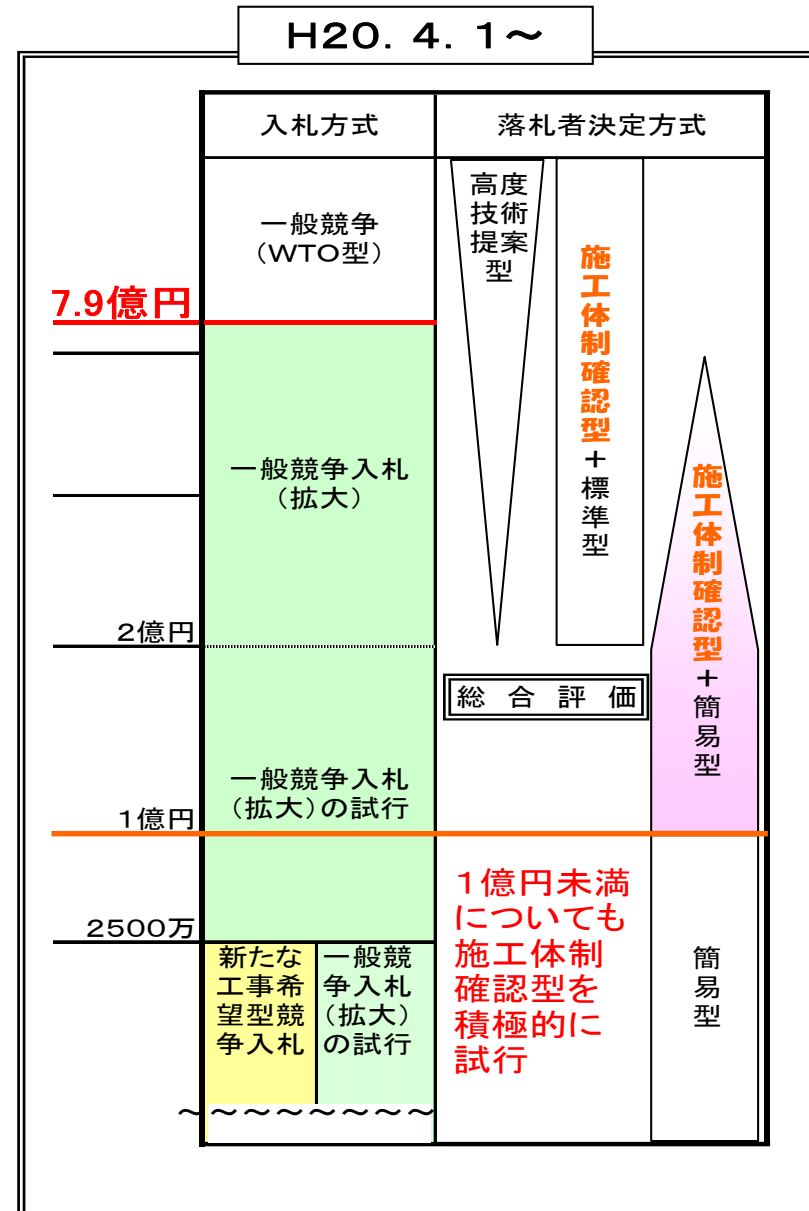 H20．4．1～
入札方式
落札者決定方式
一般競争
（WTO型）
高度
技術
提案
型
施工体制確認型＋標準型
7.9億円
一般競争入札
（拡大）
施工体制確認型＋簡易型
2億円
総合評価
一般競争入札
（拡大）の試行
1億円
2500万
新たな
工事希
望型競
争入札
一般競
争入札
（拡大）
の試行
１億円未満
についても
施工体制
確認型を
積極的に
試行
簡易型
～～～～～～～～